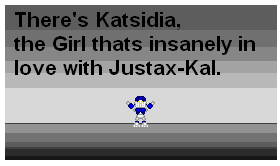 There's Katsidia,
the Girl thats insanely in
love with Justax-Kal.